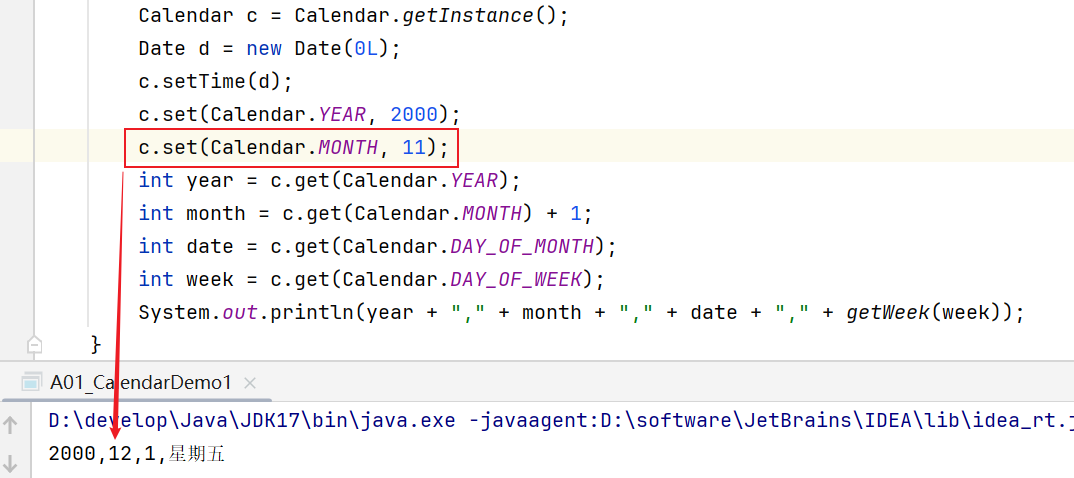 Calendar c = Calendar.getInstance();
Date d = new Date(0L);
c.setTime(d);
c.set(Calendar.YEAR, 2000);
c.set(Calendar.MONTH, 11);
int year = c.get(Calendar.YEAR);
int month = c.get(Calendar.MONTH) + 1;
int date = c.get(Calendar.DAY_OF_MONTH);
int week = c.get(Calendar.DAY_OF_WEEK);
System.out.println(year + "," + month + "," + date + "," + getWeek(week));
}
A01_CalendarDemo1
D:\develop\Java\JDK17\bin\java.exe -javaagent:D:\software\JetBrains\IDEA\lib\idea_rt.j
2000,12,1,星期五